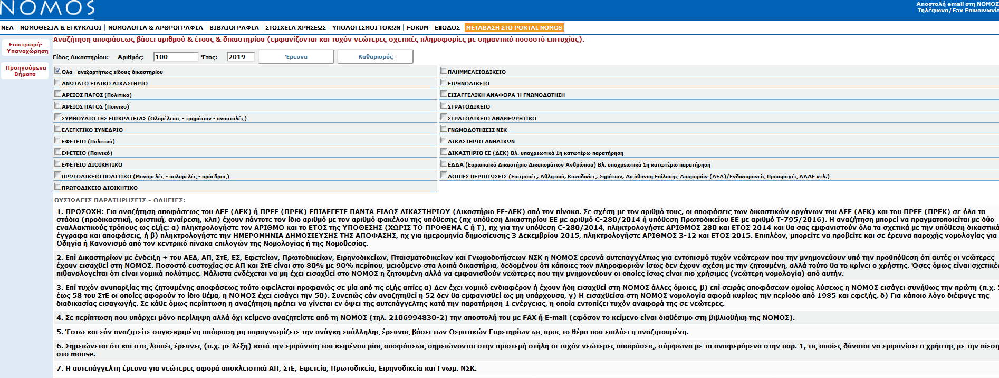 NOMOS
Αποστολή email στη ΝΟΜΟΣ
Τηλέφωνα/Fax Επικοινωνία
ΝΕΑ | ΝΟΜΟΘΕΣΙΑ & ΕΓΚΥΚΛΙΟΙ | ΝΟΜΟΛΟΓΙΑ & ΑΡΘΡΟΓΡΑΦΙΑ | ΒΙΒΛΙΟΓΡΑΦΙΑ | ΣΤΟΙΧΕΙΑ ΧΡΗΣΕΩΣ | ΥΠΟΛΟΓΙΣΜΟΙ ΤΟΚΩΝ | FORUM | ΕΞΟΔΟΣ | ΜΕΤΑΒΑΣΗ ΣΤΟ PORTAL NOMOS |
Επιστροφή-
Υπαναχώρηση
Προηγούμενα
Βήματα
Αναζήτηση αποφάσεως βάσει αριθμού & έτους & δικαστηρίου (εμφανίζονται και τυχόν νεώτερες σχετικές πληροφορίες με σημαντικό ποσοστό επιτυχίας).
Είδος Δικαστηρίου: Αριθμός: 100 Έτος: 2019 Έρευνα Καθαρισμός
Ολα - ανεξαρτήτως είδους δικαστηρίου
ΑΝΩΤΑΤΟ ΕΙΔΙΚΟ ΔΙΚΑΣΤΗΡΙΟ
ΑΡΕΙΟΣ ΠΑΓΟΣ (Πολιτικο)
ΑΡΕΙΟΣ ΠΑΓΟΣ (Ποινικο)
ΣΥΜΒΟΥΛΙΟ ΤΗΣ ΕΠΙΚΡΑΤΕΙΑΣ (Ολομέλειας - τμημάτων - αναστολές)
ΕΛΕΓΚΤΙΚΟ ΣΥΝΕΔΡΙΟ
ΕΦΕΤΕΙΟ (Πολιτικό)
ΕΦΕΤΕΙΟ (Ποινικό)
ΕΦΕΤΕΙΟ ΔΙΟΙΚΗΤΙΚΟ
ΠΡΩΤΟΔΙΚΕΙΟ ΠΟΛΙΤΙΚΟ (Μονομελές - πολυμελές - πρόεδρος)
ΠΡΩΤΟΔΙΚΕΙΟ ΔΙΟΙΚΗΤΙΚΟ
ΠΛΗΜΜΕΛΕΙΟΔΙΚΕΙΟ
ΕΙΡΗΝΟΔΙΚΕΙΟ
ΕΙΣΑΓΓΕΛΙΚΗ ΑΝΑΦΟΡΑ Ή ΓΝΩΜΟΔΟΤΗΣΗ
ΣΤΡΑΤΟΔΙΚΕΙΟ
ΣΤΡΑΤΟΔΙΚΕΙΟ ΑΝΑΘΕΩΡΗΤΙΚΟ
ΓΝΩΜΟΔΟΤΗΣΕΙΣ ΝΣΚ
ΔΙΚΑΣΤΗΡΙΟ ΑΝΗΛΙΚΩΝ
ΔΙΚΑΣΤΗΡΙΟ ΕΕ (ΔΕΚ) Βλ. υποχρεωτικά 1η κατωτέρω παρατήρηση
ΕΔΔΑ (Ευρωπαϊκό Δικαστήριο Δικαιωμάτων Ανθρώπου) Βλ. υποχρεωτικά 1η κατωτέρω παρατήρηση
ΛΟΙΠΕΣ ΠΕΡΙΠΤΩΣΕΙΣ (Επιτροπές, Αθλητικά, Κακοδικίες, Σημάτων, Διεύθυνση Επίλυσης Διαφορών (ΔΕΔ)/Ενδικοφανείς Προσφυγές ΑΑΔΕ κτλ.)
ΟΥΣΙΩΔΕΙΣ ΠΑΡΑΤΗΡΗΣΕΙΣ - ΟΔΗΓΙΕΣ:
1. ΠΡΟΣΟΧΗ: Για αναζήτηση αποφάσεως του ΔΕΕ (ΔΕΚ) ή ΠΡΕΕ (ΠΡΕΚ) ΕΠΙΛΕΓΕΤΕ ΠΑΝΤΑ ΕΙΔΟΣ ΔΙΚΑΣΤΗΡΙΟΥ (Δικαστήριο ΕΕ-ΔΕΚ) από τον πίνακα. Σε σχέση με τον αριθμό τους, οι αποφάσεις των δικαστικών οργάνων του ΔΕΕ (ΔΕΚ) και του ΠΡΕΕ (ΠΡΕΚ) σε όλα τα
στάδια (προδικαστική, οριστική, αναίρεση, κλπ) έχουν πάντοτε τον ίδιο αριθμό με τον αριθμό φακέλου της υπόθεσης (πχ υπόθεση Δικαστηρίου ΕΕ με αριθμό C-280/2014 ή υπόθεση Πρωτοδικείου ΕΕ με αριθμό T-795/2016). Η αναζήτηση μπορεί να πραγματοποιείται με δύο
εναλλακτικούς τρόπους ως εξής: α) πληκτρολογήστε τον ΑΡΙΘΜΟ και το ΕΤΟΣ της ΥΠΟΘΕΣΗΣ (ΧΩΡΙΣ ΤΟ ΠΡΟΘΕΜΑ C ή T), πχ για την υπόθεση C-280/2014, πληκτρολογήστε ΑΡΙΘΜΟΣ 280 και ΕΤΟΣ 2014 και θα σας εμφανιστούν όλα τα σχετικά με την υπόθεση δικαστικά
έγγραφα και αποφάσεις, ή β) πληκτρολογήστε την ΗΜΕΡΟΜΗΝΙΑ ΔΗΜΟΣΙΕΥΣΗΣ ΤΗΣ ΑΠΟΦΑΣΗΣ, πχ για ημερομηνία δημοσίευσης 3 Δεκεμβρίου 2015, πληκτρολογήστε ΑΡΙΘΜΟΣ 3-12 και ΕΤΟΣ 2015. Επιπλέον, μπορείτε να προβείτε και σε έρευνα παροχής νομολογίας για
Οδηγία ή Κανονισμό από τον κεντρικό πίνακα επιλογών της Νομολογίας ή της Νομοθεσίας.
2. Επί Δικαστηρίων με ένδειξη + του ΑΕΔ, ΑΠ, ΣτΕ, ΕΣ, Εφετείων, Πρωτοδικείων, Ειρηνοδικείων, Πταισματοδικείων και Γνωμοδοτήσεων ΝΣΚ η ΝΟΜΟΣ ερευνά αυτεπαγγέλτως για εντοπισμό τυχόν νεώτερων που την μνημονεύουν υπό την προϋπόθεση ότι αυτές οι νεώτερες
έχουν εισαχθεί στη ΝΟΜΟΣ. Ποσοστό ευστοχίας σε ΑΠ και ΣτΕ είναι στο 80% με 90% περίπου, μειούμενο στα λοιπά δικαστήρια, δεδομένου ότι κάποιες των πληροφοριών ίσως δεν έχουν σχέση με την ζητουμένη, αλλά τούτο θα το κρίνει ο χρήστης. Όσες όμως είναι σχετικές
πιθανολογείται ότι είναι νομικά πολύτιμες. Μάλιστα ενδέχεται να μη έχει εισαχθεί στο ΝΟΜΟΣ η ζητουμένη αλλά να εμφανισθούν νεώτερες που την μνημονεύουν οι οποίες ίσως είναι πιο χρήσιμες (νεώτερη νομολογία) από αυτήν.
3. Επί τυχόν ανυπαρξίας της ζητουμένης αποφάσεως τούτο οφείλεται προφανώς σε μία από τις εξής αιτίες α) Δεν έχει νομικό ενδιαφέρον ή έχουν ήδη εισαχθεί στη ΝΟΜΟΣ άλλες όμοιες, β) επί σειράς αποφάσεων ομοίας λύσεως η ΝΟΜΟΣ εισάγει συνήθως την πρώτη (π.χ. 5
έως 58 του ΣτΕ οι οποίες αφορούν το ίδιο θέμα, η ΝΟΜΟΣ έχει εισάγει την 50). Συνεπώς εάν αναζητηθεί η 52 δεν θα εμφανισθεί ως μη υπάρχουσα, γ) Η εισαχθείσα στη ΝΟΜΟΣ νομολογία αφορά κυρίως την περίοδο από 1985 και εφεξής, δ) Για κάποιο λόγο διέφυγε της
διαδικασίας εισαγωγής. Σε κάθε όμως περίπτωση η αναζήτηση πρέπει να γίνεται εν όψει της αυτεπάγγελτης κατά την παρατήρηση 1 ενέργειας, η οποία εντοπίζει τυχόν αναφορά της σε νεώτερες.
4. Σε περίπτωση που υπάρχει μόνο περίληψη αλλά όχι κείμενο αναζητείστε από τη ΝΟΜΟΣ (τηλ. 2106994830-2) την αποστολή του με FAX ή E-mail (εφόσον το κείμενο είναι διαθέσιμο στη βιβλιοθήκη της ΝΟΜΟΣ).
5. Έστω και εάν αναζητείτε συγκεκριμένη απόφαση μη παραγνωρίζετε την ανάγκη επάλληλης έρευνας βάσει των Θεματικών Ευρετηρίων ως προς το θέμα που επιλύει η αναζητουμένη.
6. Σημειώνεται ότι και στις λοιπές έρευνες (π.χ. με λέξη) κατά την εμφάνιση του κειμένου μίας αποφάσεως σημειώνονται στην αριστερή στήλη οι τυχόν νεώτερες αποφάσεις, σύμφωνα με τα αναφερόμενα στην παρ. 1, τις οποίες δύναται να εμφανίσει ο χρήστης με την πίεση
στο mouse.
7. Η αυτεπάγγελτη έρευνα για νεώτερες αφορά αποκλειστικά ΑΠ, ΣτΕ, Εφετεία, Πρωτοδικεία, Ειρηνοδικεία και Γνωμ. ΝΣΚ.